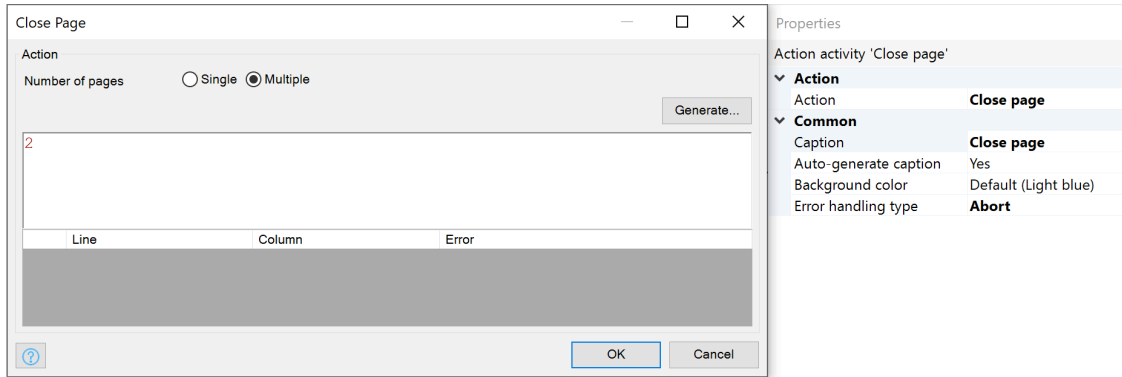 Close Page
Action
Number of pages Single Multiple
Generate...
2
Line Column Error
OK Cancel
Properties
Action activity 'Close page'
Action
Action Close page
Common
Caption Close page
Auto-generate caption Yes
Background color Default (Light blue)
Error handling type Abort